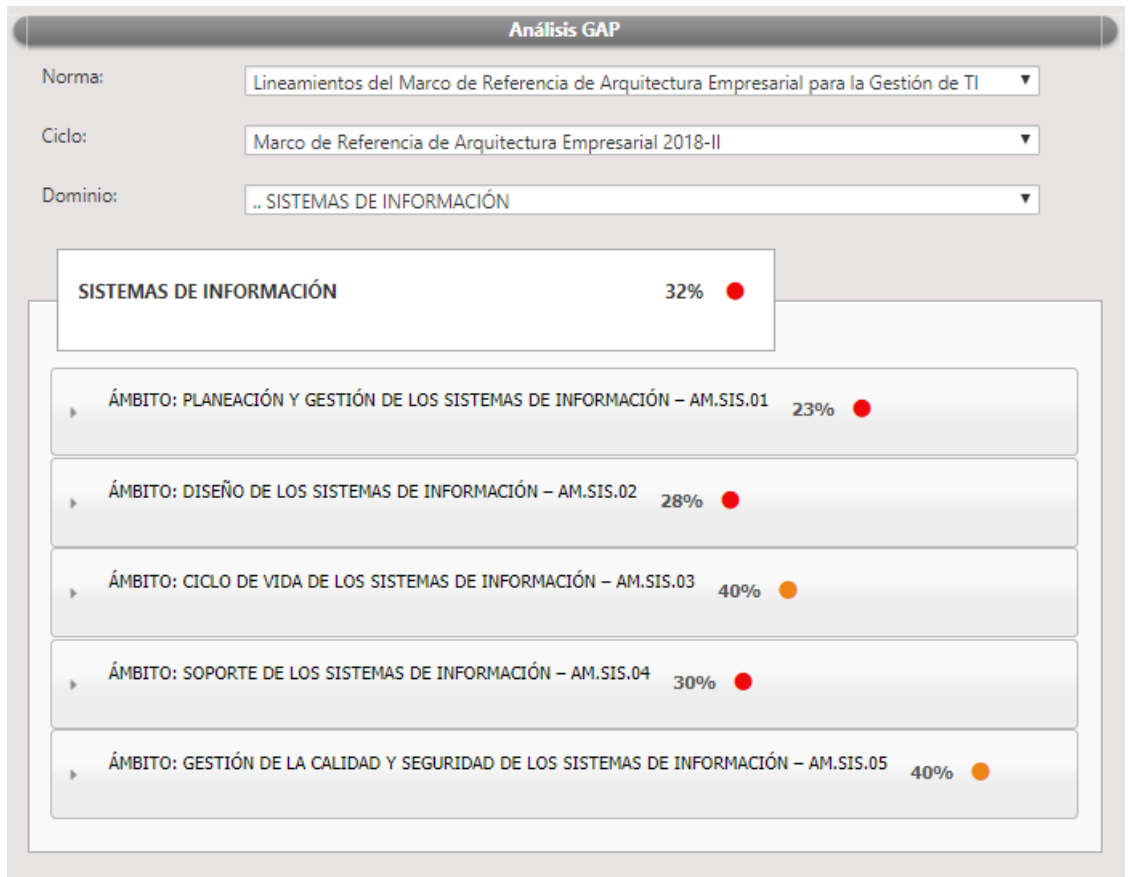 Análisis GAP
Norma: Lineamientos del Marco de Referencia de Arquitectura Empresarial para la Gestión de TI
Ciclo: Marco de Referencia de Arquitectura Empresarial 2018-II
Dominio: .. SISTEMAS DE INFORMACIÓN
SISTEMAS DE INFORMACIÓN 32%
ÁMBITO: PLANEACIÓN Y GESTIÓN DE LOS SISTEMAS DE INFORMACIÓN – AM.SIS.01 23%
ÁMBITO: DISEÑO DE LOS SISTEMAS DE INFORMACIÓN – AM.SIS.02 28%
ÁMBITO: CICLO DE VIDA DE LOS SISTEMAS DE INFORMACIÓN – AM.SIS.03 40%
ÁMBITO: SOPORTE DE LOS SISTEMAS DE INFORMACIÓN – AM.SIS.04 30%
ÁMBITO: GESTIÓN DE LA CALIDAD Y SEGURIDAD DE LOS SISTEMAS DE INFORMACIÓN – AM.SIS.05 40%